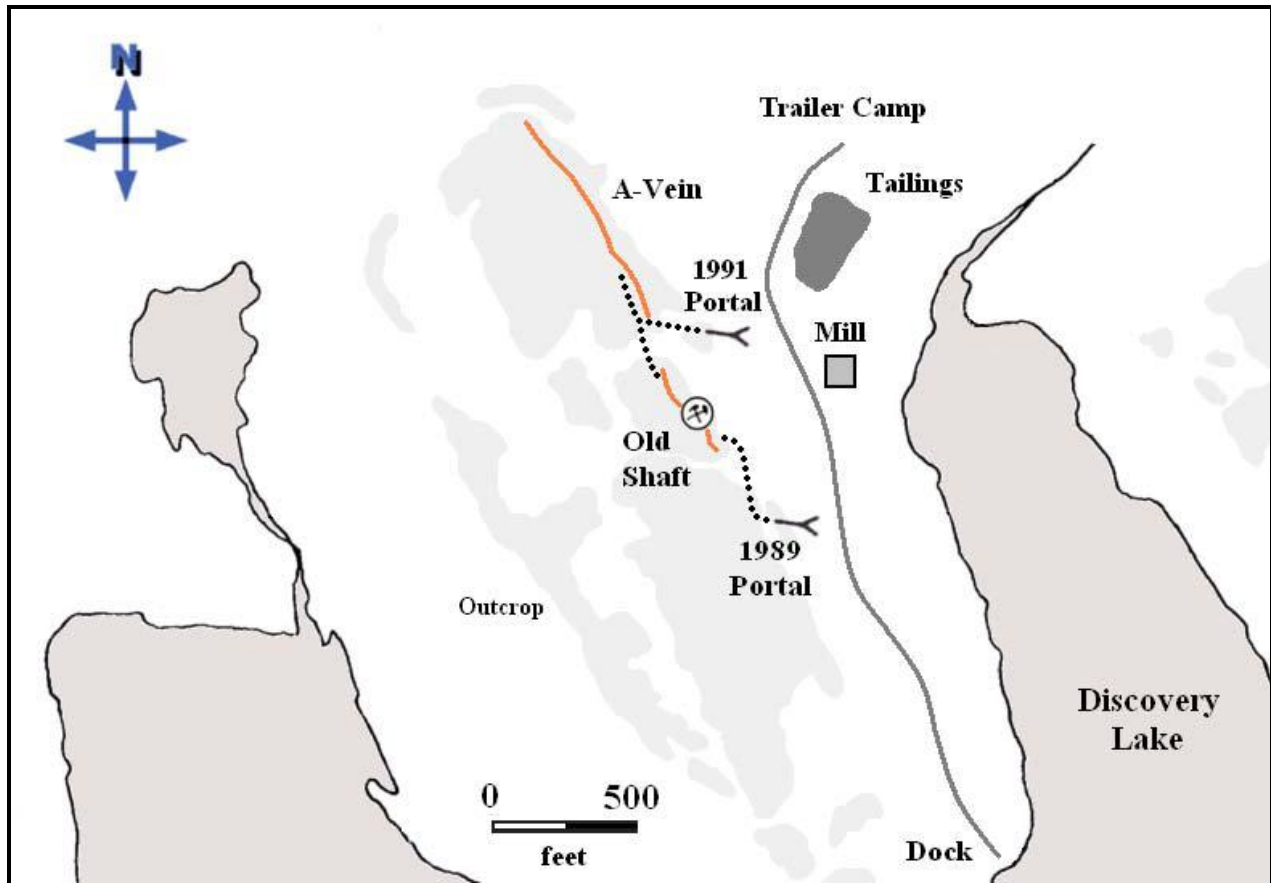 N
Trailer Camp
A-Vein
Tailings
1991
Portal
Mill
Old
Shaft
1989
Portal
Outcrop
Discovery
Lake
0 500
feet
Dock